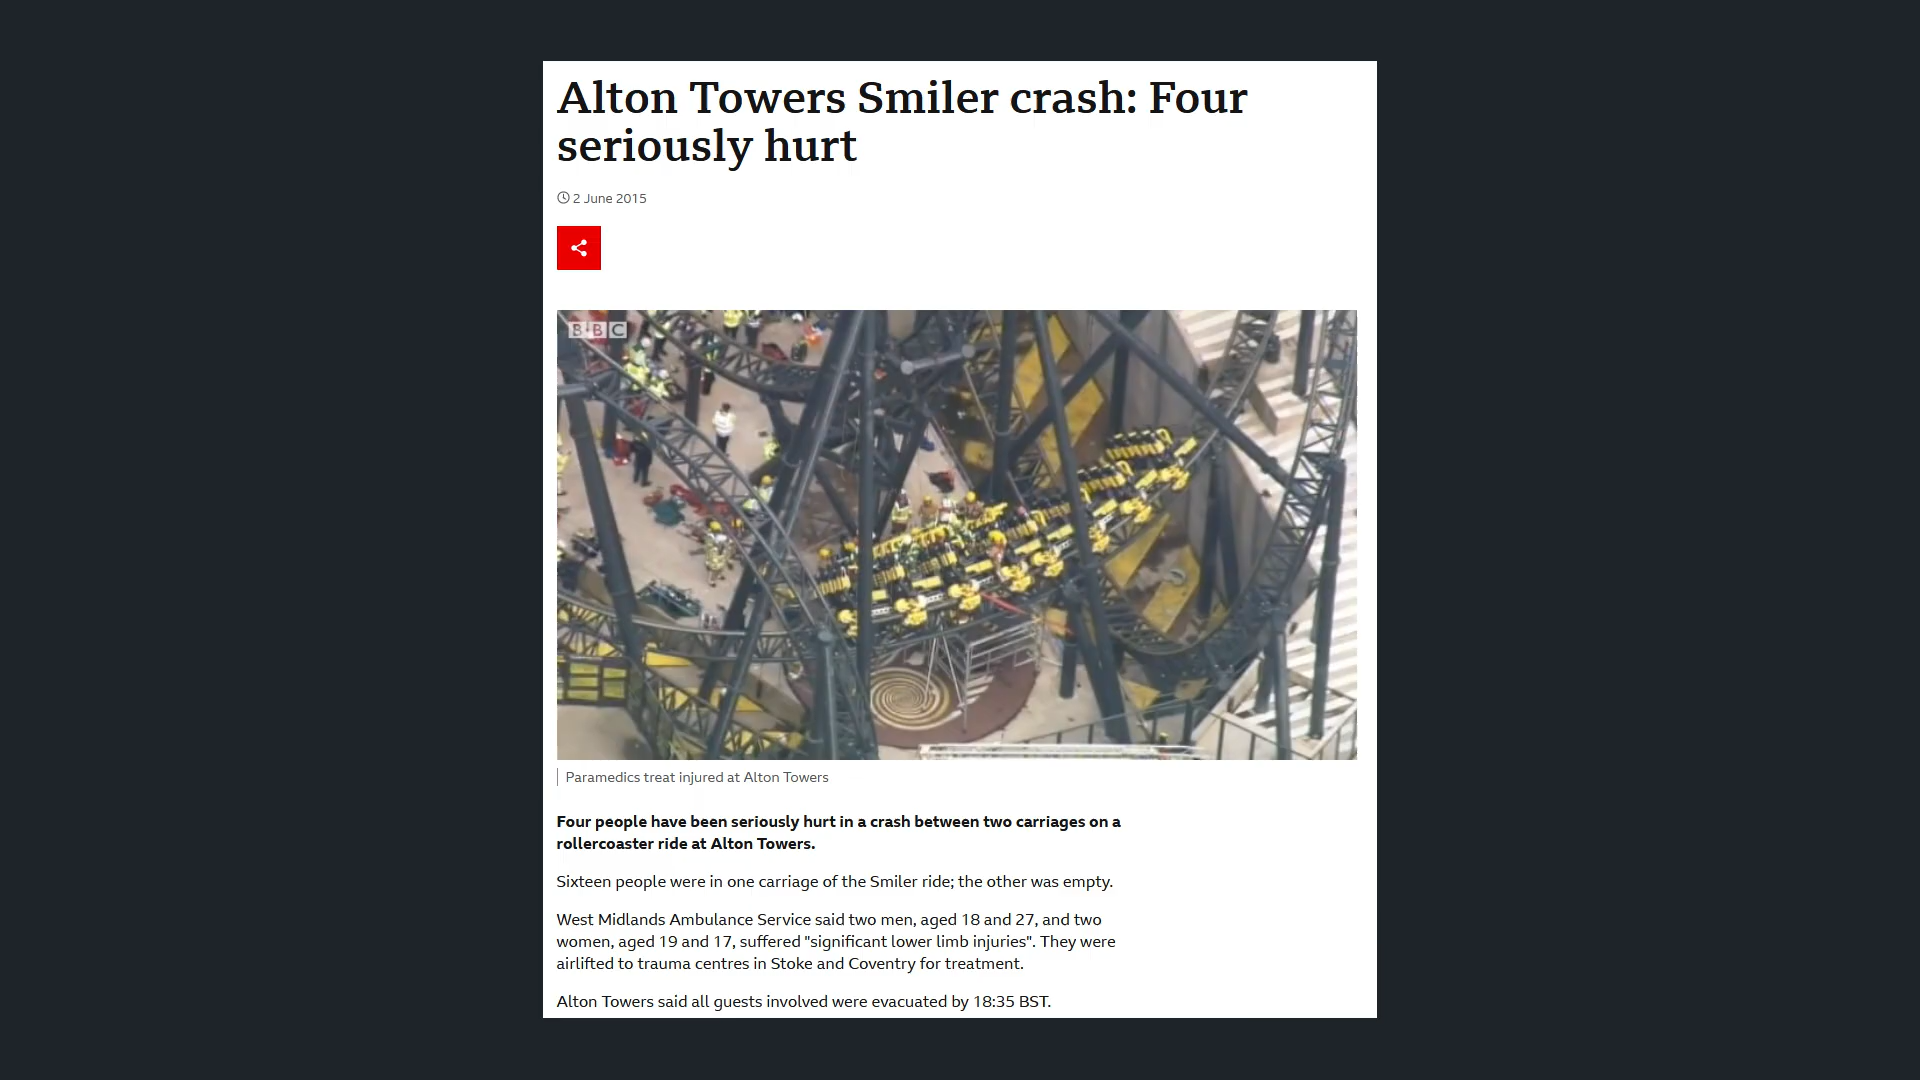 Alton Towers Smiler crash: Four
seriously hurt
2 June 2015
BBC
Paramedics treat injured at Alton Towers
Four people have been seriously hurt in a crash between two carriages on a
rollercoaster ride at Alton Towers.
Sixteen people were in one carriage of the Smiler ride; the other was empty.
West Midlands Ambulance Service said two men, aged 18 and 27, and two
women, aged 19 and 17, suffered "significant lower limb injuries". They were
airlifted to trauma centres in Stoke and Coventry for treatment.
Alton Towers said all guests involved were evacuated by 18:35 BST.